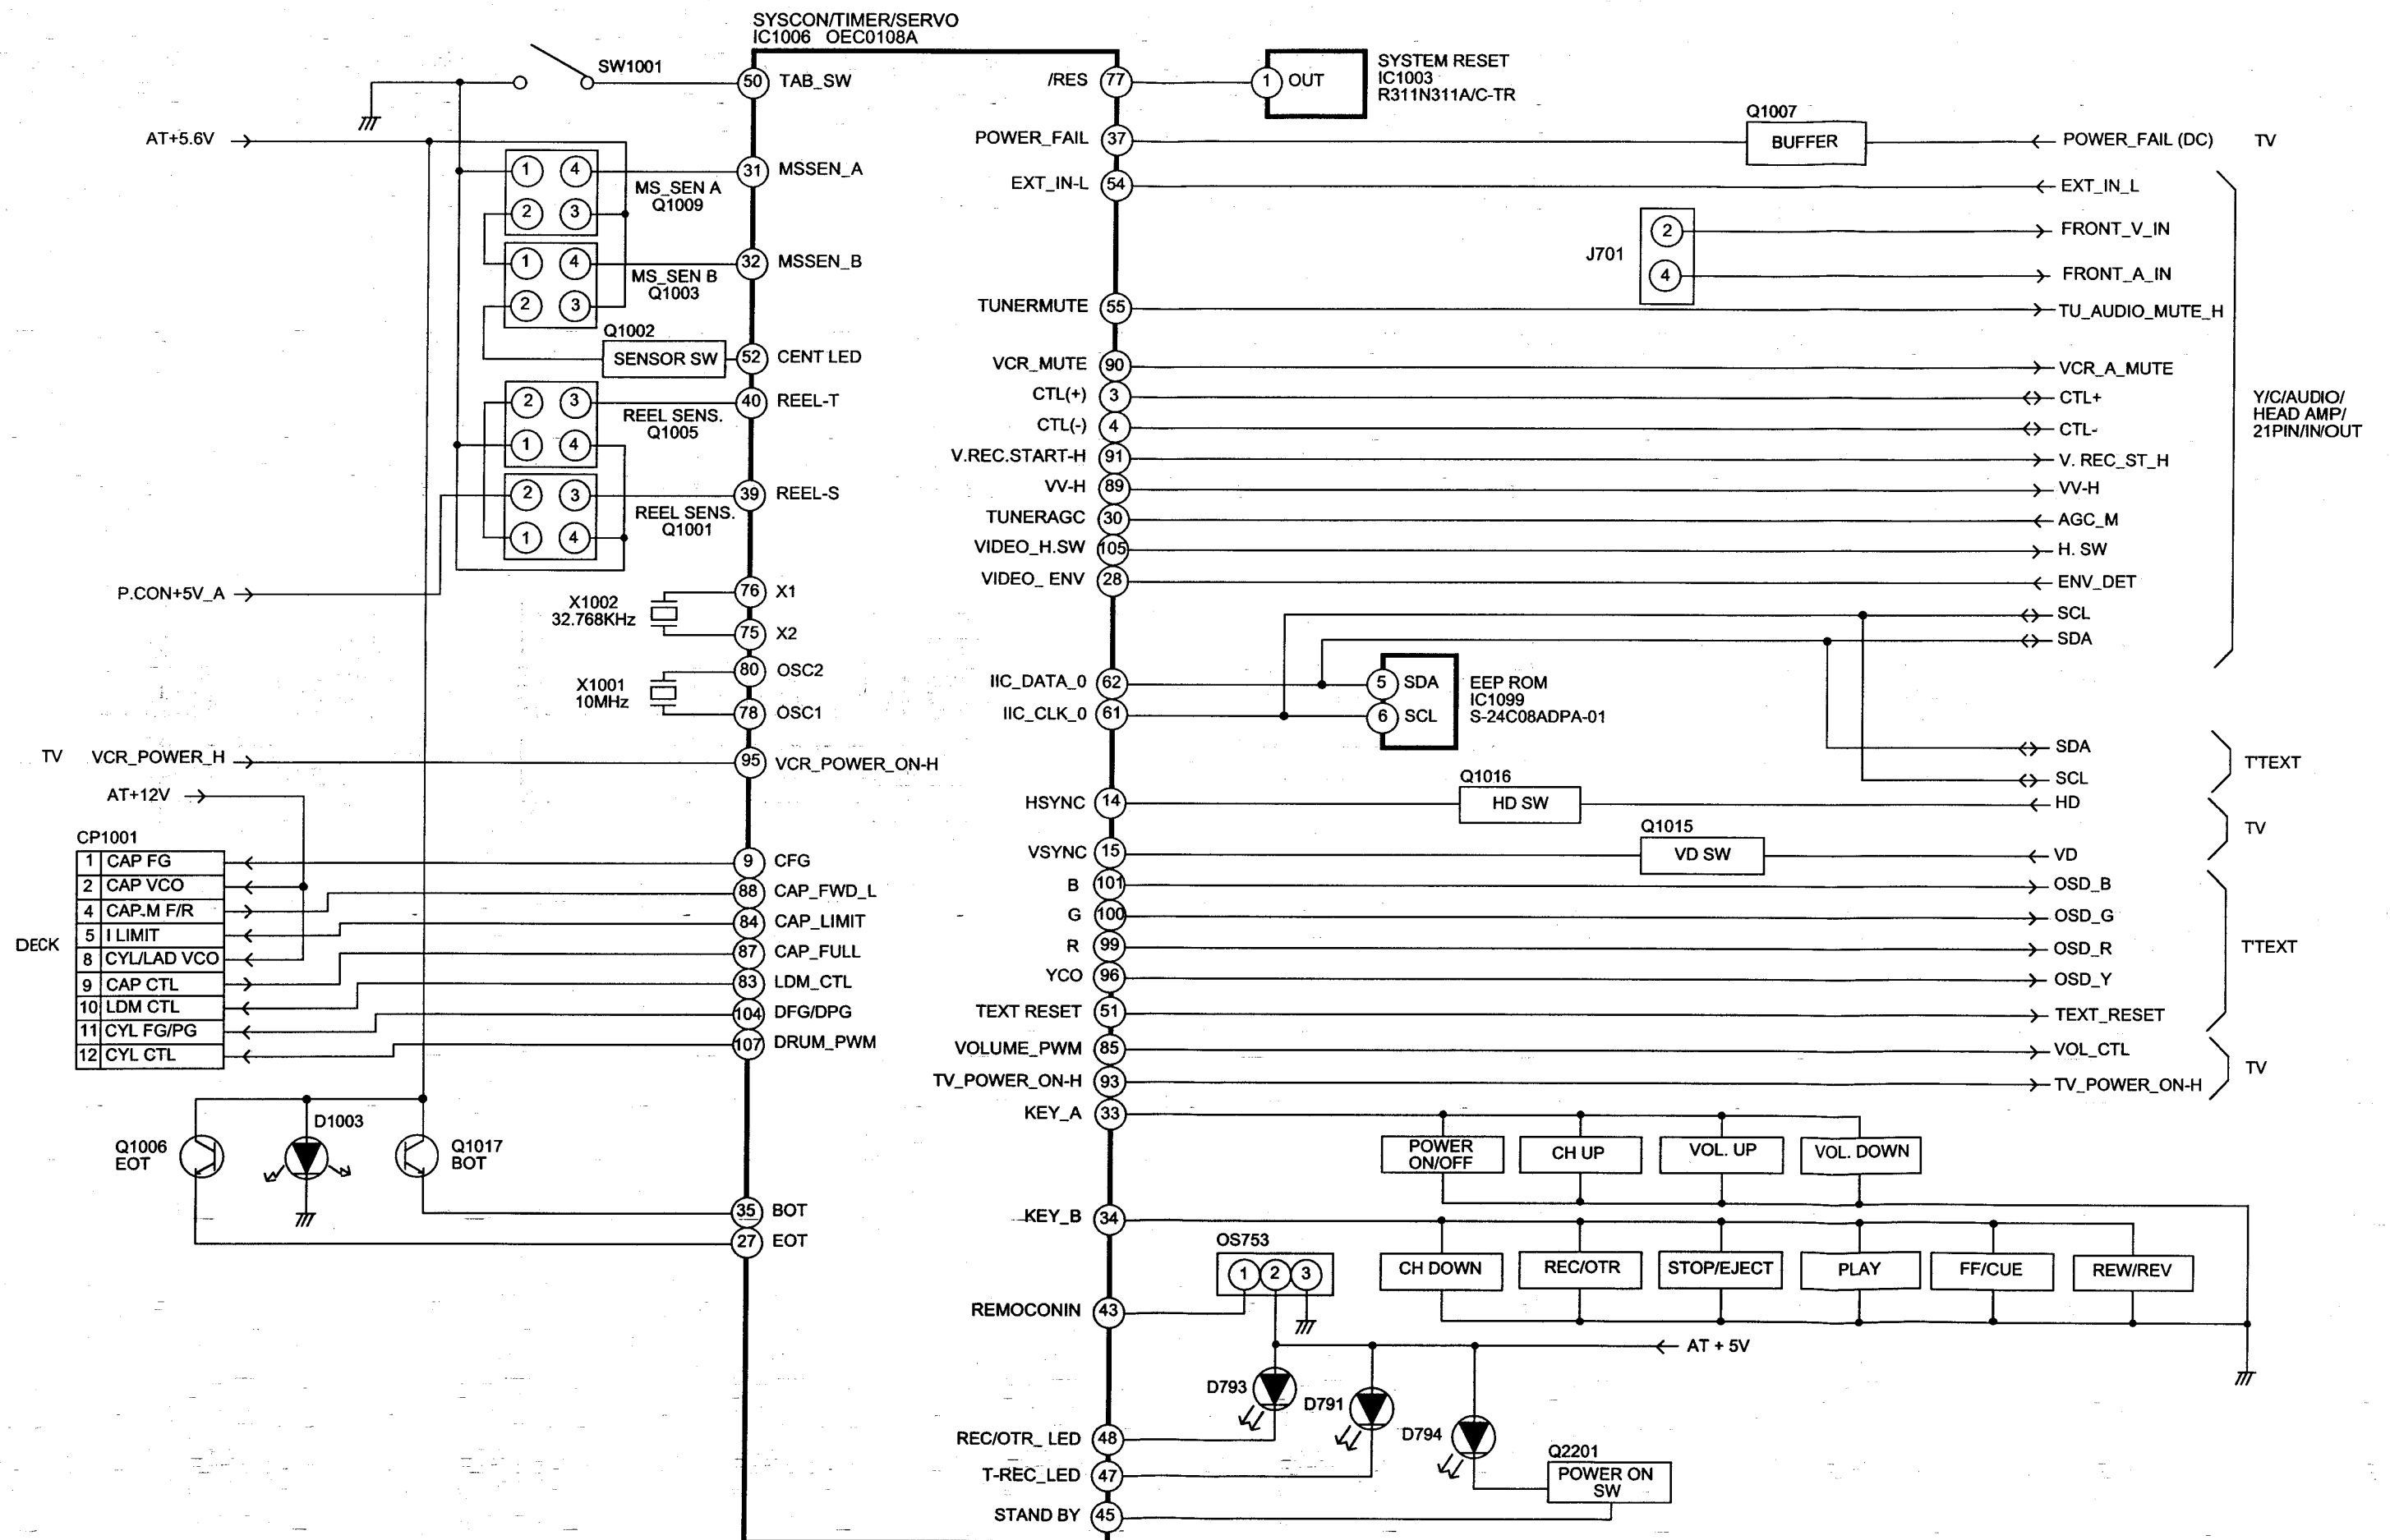 SYSCON/TIMER/SERVO
IC1006 OEC0108A
SW1001
50 TAB_SW
AT+5.6V
1 4
2 3
MS_SEN A
Q1009
31 MSSEN_A
1 4
2 3
MS_SEN B
Q1003
32 MSSEN_B
Q1002
SENSOR SW
52 CENT LED
2 3
1 4
REEL SENS.
Q1005
40 REEL-T
2 3
1 4
REEL SENS.
Q1001
39 REEL-S
P.CON+5V_A
X1002
32.768KHz
76 X1
75 X2
X1001
10MHz
80 OSC2
78 OSC1
TV VCR_POWER_H
95 VCR_POWER_ON-H
AT+12V
CP1001
DECK
1 CAP FG
2 CAP VCO
4 CAP-M F/R
5 I LIMIT
8 CYL/LAD VCO
9 CAP CTL
10 LDM CTL
11 CYL FG/PG
12 CYL CTL
9 CFG
88 CAP_FWD_L
84 CAP_LIMIT
87 CAP_FULL
83 LDM_CTL
104 DFG/DPG
107 DRUM_PWM
Q1006
EOT
D1003
Q1017
BOT
35 BOT
27 EOT
/RES 77
1 OUT
SYSTEM RESET
IC1003
R311N311A/C-TR
POWER_FAIL 37
Q1007
BUFFER
POWER_FAIL (DC) TV
EXT_IN-L 54
EXT_IN_L
J701
2
4
FRONT_V_IN
FRONT_A_IN
TUNERMUTE 55
TU_AUDIO_MUTE_H
VCR_MUTE 90
VCR_A_MUTE
CTL(+) 3
CTL+
CTL(-) 4
CTL-
Y/C/AUDIO/
HEAD AMP/
21PIN/IN/OUT
V.REC.START-H 91
V. REC_ST_H
VV-H 89
VV-H
TUNERAGC 30
AGC_M
VIDEO_H.SW 105
H. SW
VIDEO_ ENV 28
ENV_DET
SCL
SDA
IIC_DATA_0 62
IIC_CLK_0 61
5 SDA
6 SCL
EEP ROM
IC1099
S-24C08ADPA-01
SDA
SCL
T'TEXT
HSYNC 14
Q1016
HD SW
HD
TV
VSYNC 15
Q1015
VD SW
VD
B 101
OSD_B
G 100
OSD_G
R 99
OSD_R
T'TEXT
YCO 96
OSD_Y
TEXT RESET 51
TEXT_RESET
VOLUME_PWM 85
VOL_CTL
TV
TV_POWER_ON-H 93
TV_POWER_ON-H
KEY_A 33
POWER
ON/OFF
CH UP
VOL. UP
VOL. DOWN
KEY_B 34
CH DOWN
REC/OTR
STOP/EJECT
PLAY
FF/CUE
REW/REV
OS753
1 2 3
REMOCONIN 43
AT + 5V
D793
D791
D794
REC/OTR_ LED 48
T-REC_LED 47
Q2201
POWER ON
SW
STAND BY 45